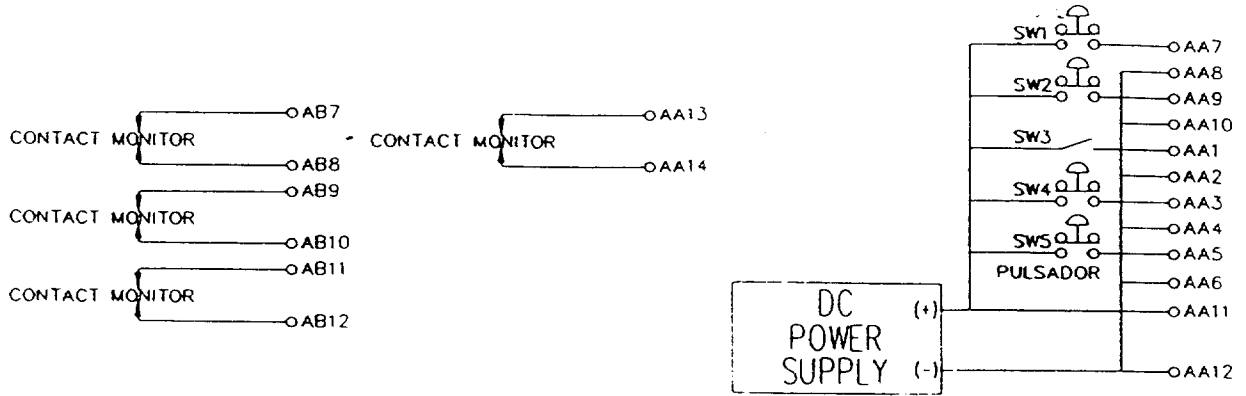 CONTACT MONITOR
AB7
AB8
CONTACT MONITOR
AB9
AB10
CONTACT MONITOR
AB11
AB12
CONTACT MONITOR
AA13
AA14
SW1
AA7
AA8
SW2
AA9
AA10
SW3
AA1
AA2
SW4
AA3
AA4
SW5
AA5
PULSADOR
AA6
DC
POWER
SUPPLY
(+)
AA11
(-)
AA12